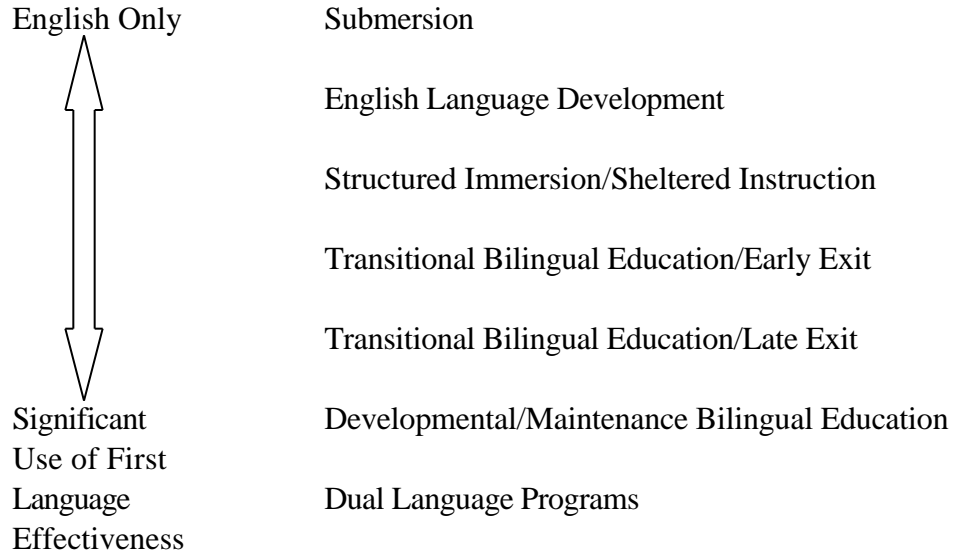 English Only Submersion
English Language Development
Structured Immersion/Sheltered Instruction
Transitional Bilingual Education/Early Exit
Transitional Bilingual Education/Late Exit
Significant Developmental/Maintenance Bilingual Education
Use of First
Language Dual Language Programs
Effectiveness